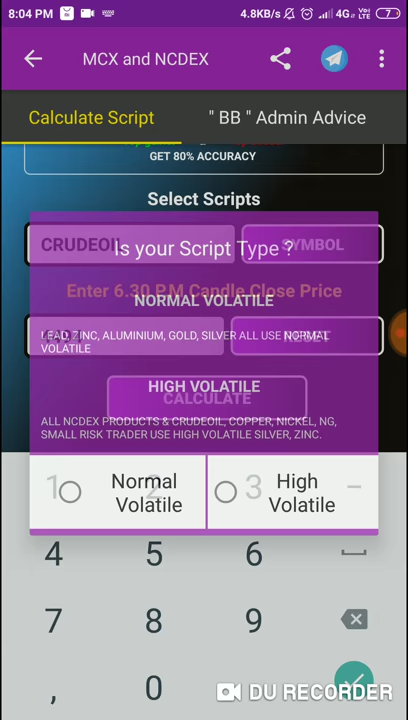 8:04 PM
4.8KB/s
4G
Vo
LTE
7
MCX and NCDEX
Calculate Script
" BB " Admin Advice
GET 80% ACCURACY
Select Scripts
CRUDEOIL
SYMBOL
Is your Script Type ?
Enter 6.30 P.M Candle Close Price
NORMAL VOLATILE
LEAD, ZINC, ALUMINIUM, GOLD, SILVER ALL USE NORMAL
VOLATILE
RESET
HIGH VOLATILE
CALCULATE
ALL NCDEX PRODUCTS & CRUDEOIL, COPPER, NICKEL, NG,
SMALL RISK TRADER USE HIGH VOLATILE SILVER, ZINC.
1 2 3 –
Normal
Volatile
High
Volatile
4 5 6
7 8 9
, 0
DU RECORDER